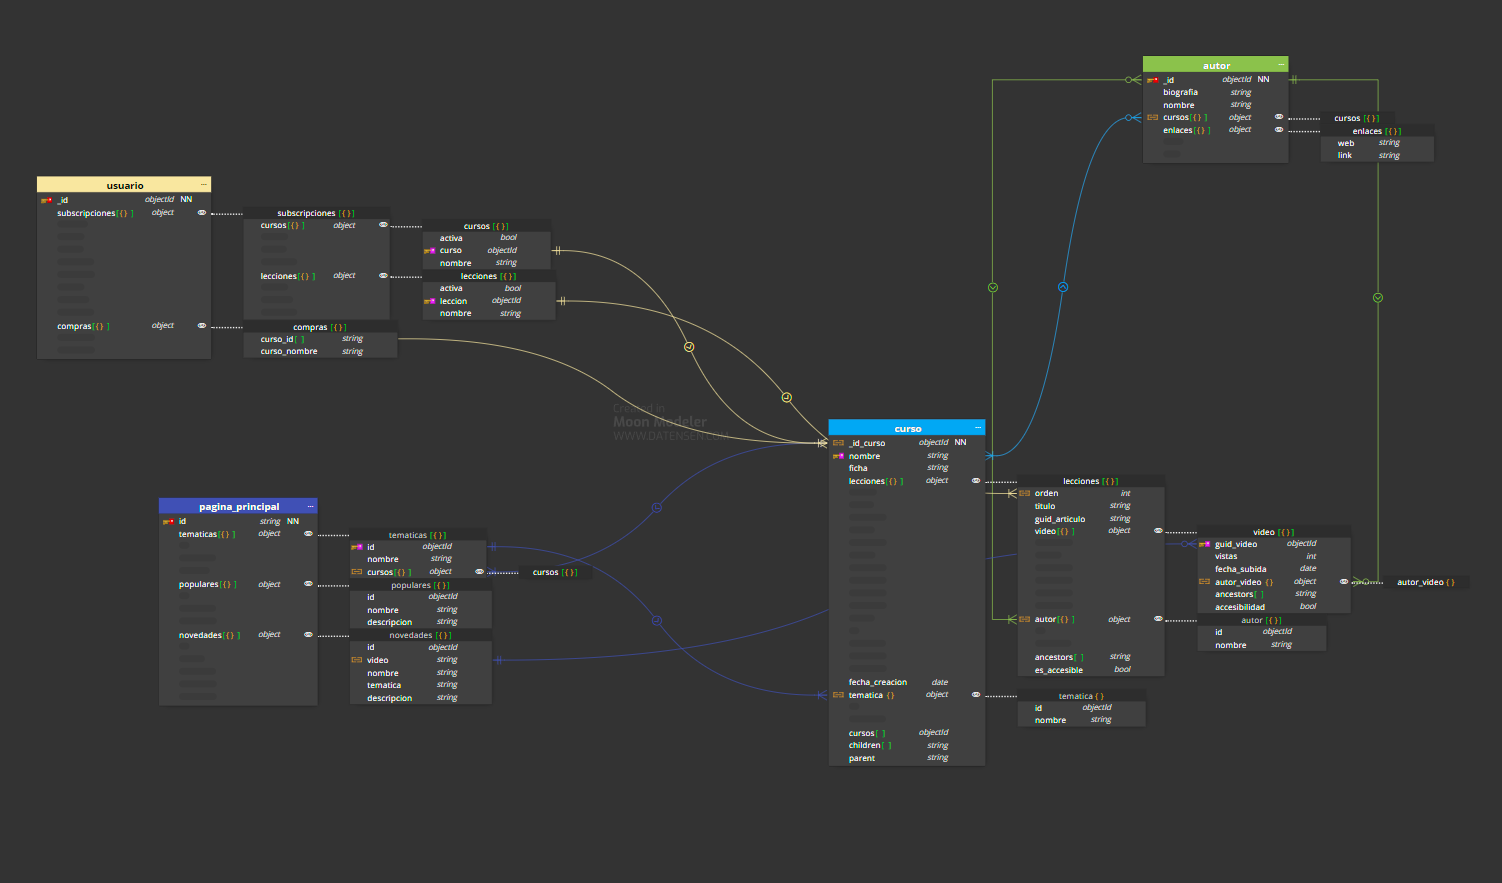 autor ...
_id objectId NN
biografia string
nombre string
cursos[{}] object
enlaces[{}] object
cursos [{}]
enlaces [{}]
web string
link string
usuario ...
_id objectId NN
subscripciones[{}] object
compras[{}] object
subscripciones [{}]
cursos[{}] object
lecciones[{}] object
cursos [{}]
activa bool
curso objectId
nombre string
lecciones [{}]
activa bool
leccion objectId
nombre string
compras [{}]
curso_id[] string
curso_nombre string
Created in
Moon Modeler
WWW.DATENSEN.COM
curso ...
_id_curso objectId NN
nombre string
ficha string
lecciones[{}] object
fecha_creacion date
tematica {} object
cursos[] objectId
children[] string
parent string
lecciones [{}]
orden int
titulo string
guid_articulo string
video[{}] object
autor[{}] object
ancestors[] string
es_accesible bool
video [{}]
guid_video objectId
vistas int
fecha_subida date
autor_video {} object
ancestors[] string
accesibilidad bool
autor_video {}
autor [{}]
id objectId
nombre string
tematica {}
id objectId
nombre string
pagina_principal ...
id string NN
tematicas[{}] object
populares[{}] object
novedades[{}] object
tematicas [{}]
id objectId
nombre string
cursos[{}] object
cursos [{}]
populares [{}]
id objectId
nombre string
descripcion string
novedades [{}]
id objectId
video string
nombre string
tematica string
descripcion string